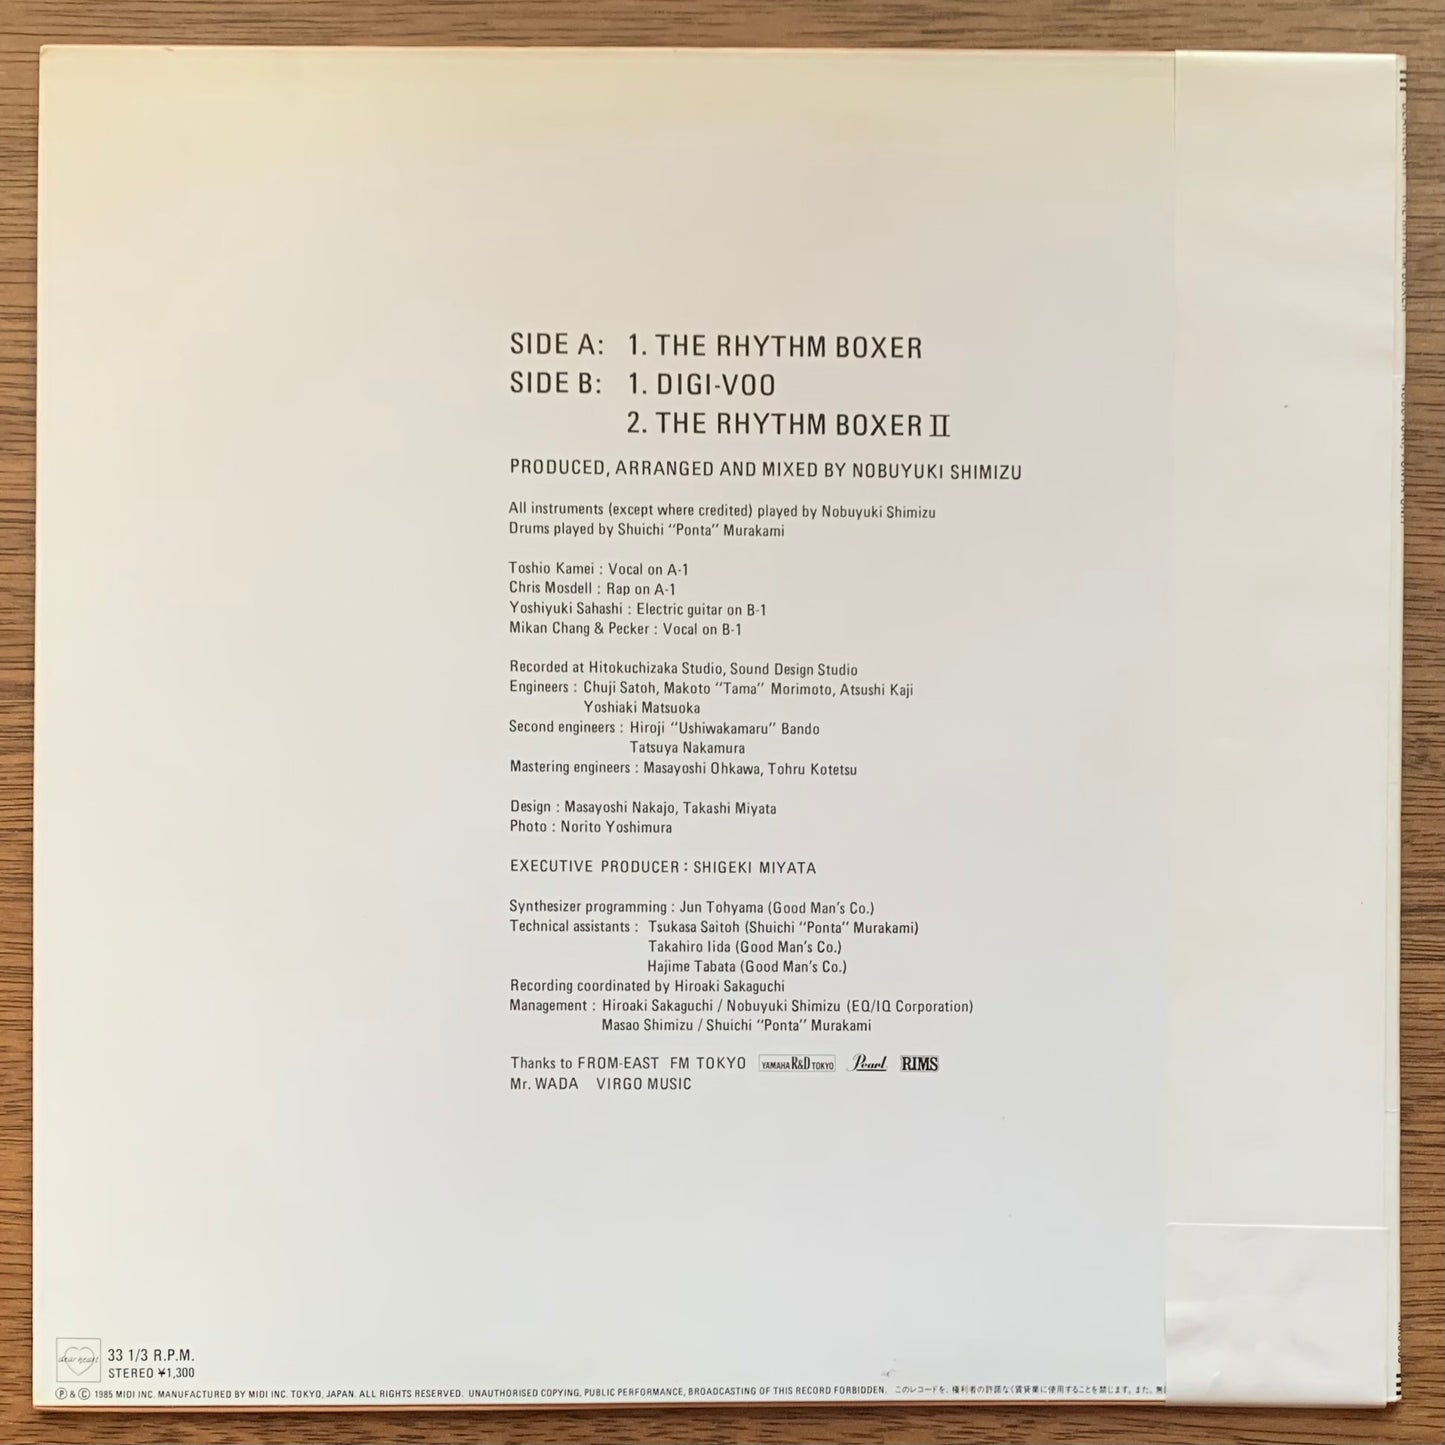 SIDE A: 1. THE RHYTHM BOXER
SIDE B: 1. DIGI-VOO
2. THE RHYTHM BOXER II
PRODUCED, ARRANGED AND MIXED BY NOBUYUKI SHIMIZU
All instruments (except where credited) played by Nobuyuki Shimizu
Drums played by Shuichi "Ponta" Murakami
Toshio Kamei : Vocal on A-1
Chris Mosdell : Rap on A-1
Yoshiyuki Sahashi : Electric guitar on B-1
Mikan Chang & Pecker : Vocal on B-1
Recorded at Hitokuchizaka Studio, Sound Design Studio
Engineers : Chuji Satoh, Makoto "Tama" Morimoto, Atsushi Kaji
Yoshiaki Matsuoka
Second engineers : Hiroji "Ushiwakamaru" Bando
Tatsuya Nakamura
Mastering engineers : Masayoshi Ohkawa, Tohru Kotetsu
Design : Masayoshi Nakajo, Takashi Miyata
Photo : Norito Yoshimura
EXECUTIVE PRODUCER : SHIGEKI MIYATA
Synthesizer programming : Jun Tohyama (Good Man's Co.)
Technical assistants : Tsukasa Saitoh (Shuichi "Ponta" Murakami)
Takahiro Iida (Good Man's Co.)
Hajime Tabata (Good Man's Co.)
Recording coordinated by Hiroaki Sakaguchi
Management : Hiroaki Sakaguchi / Nobuyuki Shimizu (EQ/IQ Corporation)
Masao Shimizu / Shuichi "Ponta" Murakami
Thanks to FROM-EAST FM TOKYO YAMAHA R&D TOKYO Pearl RIMS
Mr. WADA VIRGO MUSIC
dear heart
33 1/3 R.P.M.
STEREO ¥1,300
Ⓟ & Ⓒ 1985 MIDI INC. MANUFACTURED BY MIDI INC. TOKYO, JAPAN. ALL RIGHTS RESERVED. UNAUTHORISED COPYING, PUBLIC PERFORMANCE, BROADCASTING OF THIS RECORD FORBIDDEN. このレコードを、権利者の許諾なく賃貸業に使用することを禁じます。また、無
THE RHYTHM BOXER